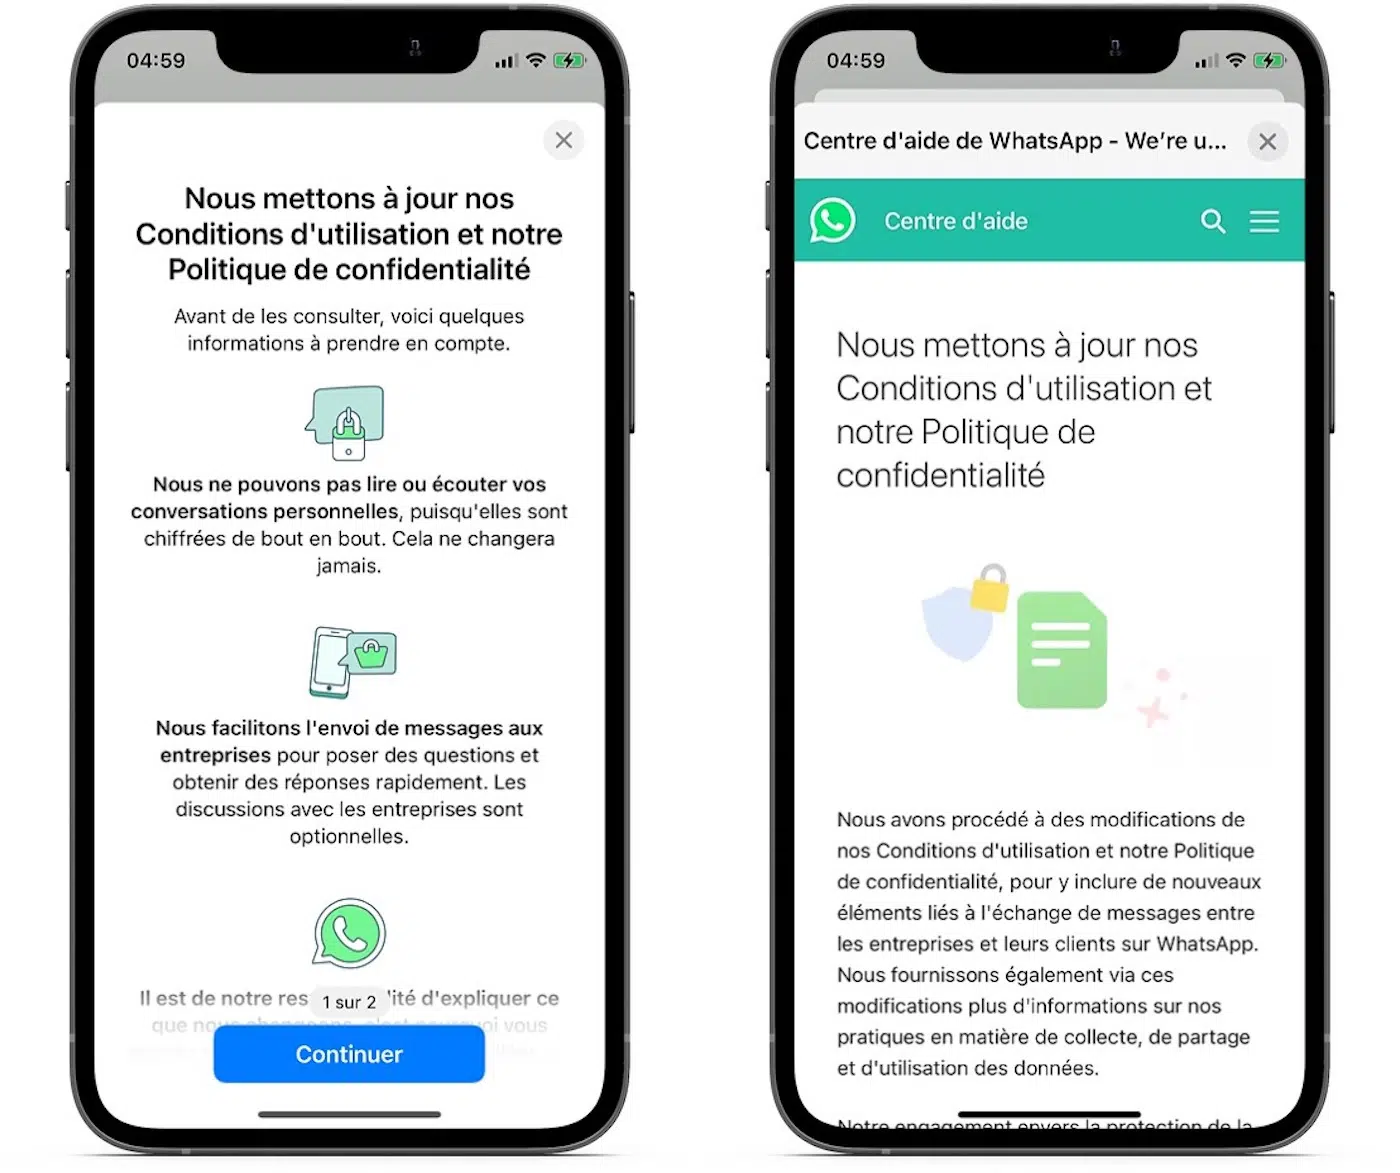 04:59
Nous mettons à jour nos
Conditions d'utilisation et notre
Politique de confidentialité
Avant de les consulter, voici quelques
informations à prendre en compte.
Nous ne pouvons pas lire ou écouter vos
conversations personnelles, puisqu'elles sont
chiffrées de bout en bout. Cela ne changera
jamais.
Nous facilitons l'envoi de messages aux
entreprises pour poser des questions et
obtenir des réponses rapidement. Les
discussions avec les entreprises sont
optionnelles.
Il est de notre res lité d'expliquer ce
1 sur 2
que nous changeons, c'est pourquoi vous
Continuer
04:59
Centre d'aide de WhatsApp - We’re u...
Centre d'aide
Nous mettons à jour nos
Conditions d'utilisation et
notre Politique de
confidentialité
Nous avons procédé à des modifications de
nos Conditions d'utilisation et notre Politique
de confidentialité, pour y inclure de nouveaux
éléments liés à l'échange de messages entre
les entreprises et leurs clients sur WhatsApp.
Nous fournissons également via ces
modifications plus d'informations sur nos
pratiques en matière de collecte, de partage
et d'utilisation des données.
Notre engagement envers la protection de la